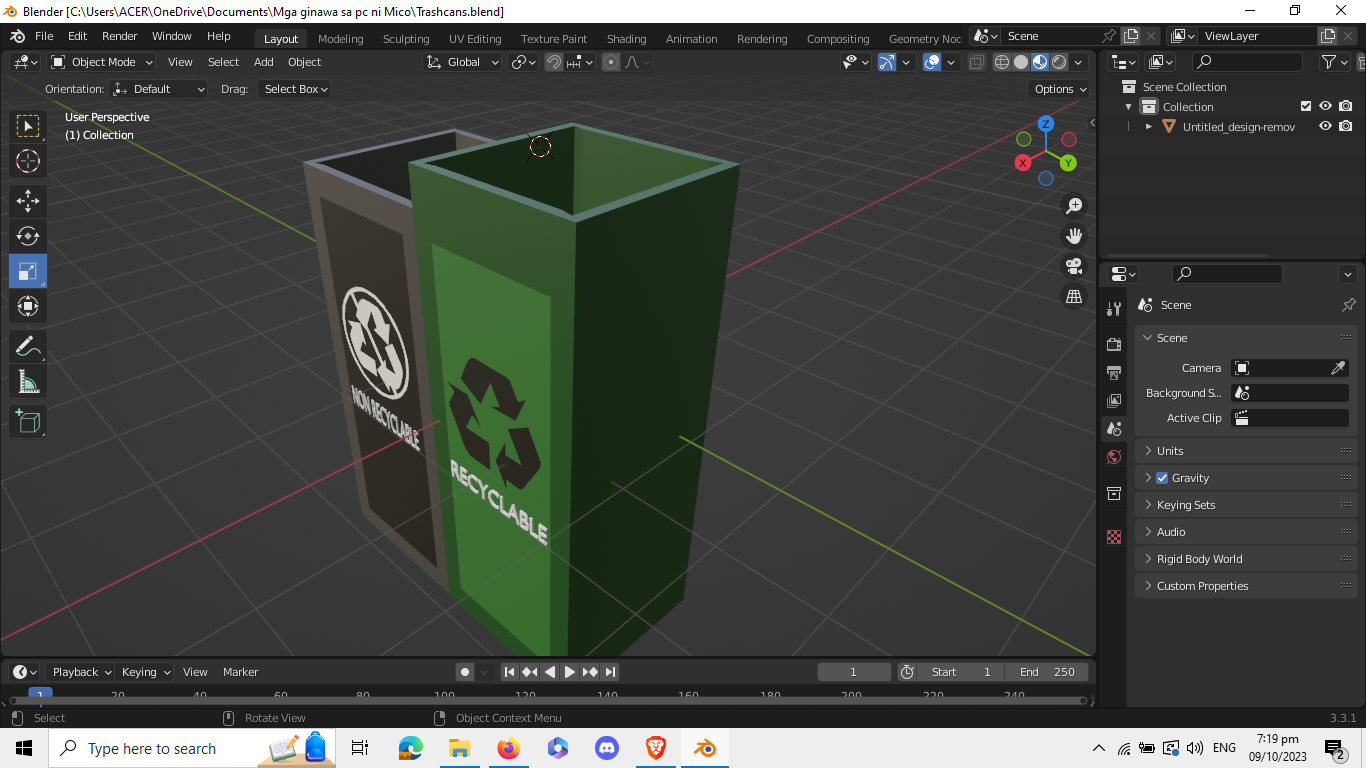 Blender [C:\Users\ACER\OneDrive\Documents\Mga ginawa sa pc ni Mico\Trashcans.blend]
File Edit Render Window Help Layout Modeling Sculpting UV Editing Texture Paint Shading Animation Rendering Compositing Geometry Noc Scene ViewLayer
Object Mode View Select Add Object Global
Orientation: Default Drag: Select Box Options
User Perspective
(1) Collection
Z
X
Y
NON RECYCLABLE
RECYCLABLE
Scene Collection
Collection
Untitled_design-remov
Scene
Scene
Camera
Background S...
Active Clip
Units
Gravity
Keying Sets
Audio
Rigid Body World
Custom Properties
Playback Keying View Marker 1 Start 1 End 250
1 20 40 60 80 100 120 140 160 180 200 220 240
Select Rotate View Object Context Menu 3.3.1
Type here to search ENG 7:19 pm
09/10/2023 2